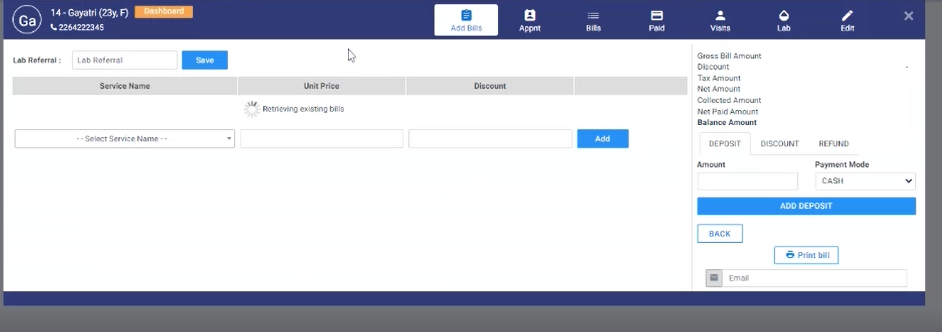 Ga
14 - Gayatri (23y, F)
Dashboard
2264222345
Add Bills
Appnt
Bills
Paid
Visits
Lab
Edit
Lab Referral :
Lab Referral
Save
Service Name
Unit Price
Discount
Retrieving existing bills
-- Select Service Name --
Add
Gross Bill Amount
Discount
-
Tax Amount
Net Amount
Collected Amount
Net Paid Amount
Balance Amount
DEPOSIT
DISCOUNT
REFUND
Amount
Payment Mode
CASH
ADD DEPOSIT
BACK
Print bill
Email